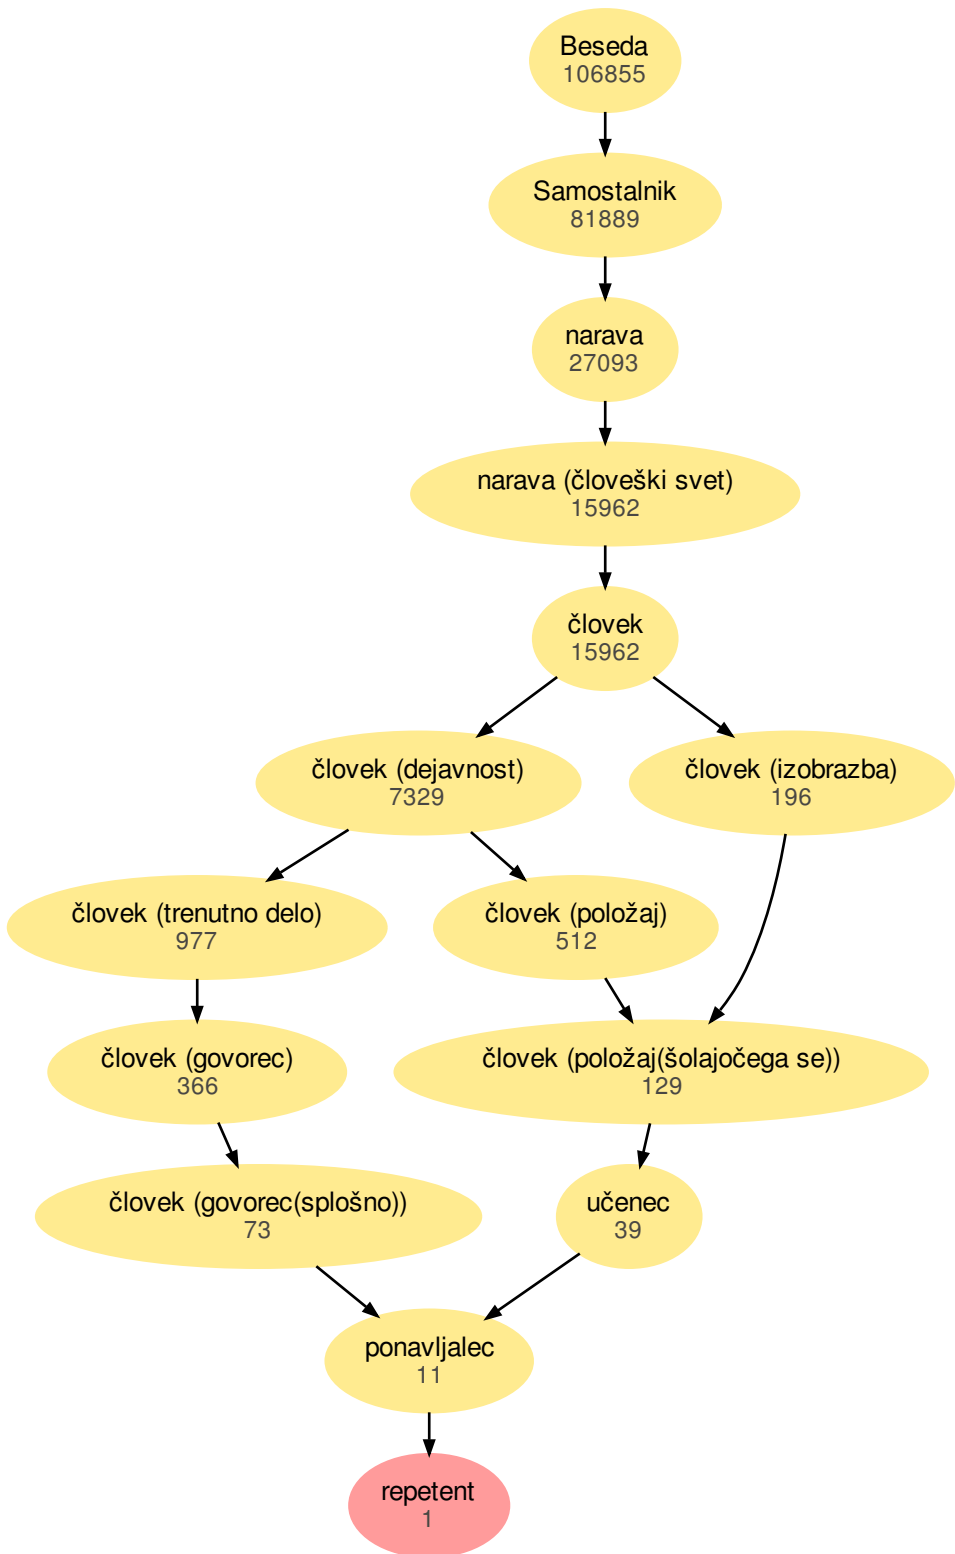 Beseda
106855
Samostalnik
81889
narava
27093
narava (človeški svet)
15962
človek
15962
človek (dejavnost)
7329
človek (izobrazba)
196
človek (trenutno delo)
977
človek (položaj)
512
človek (govorec)
366
človek (položaj(šolajočega se))
129
človek (govorec(splošno))
73
učenec
39
ponavljalec
11
repetent
1